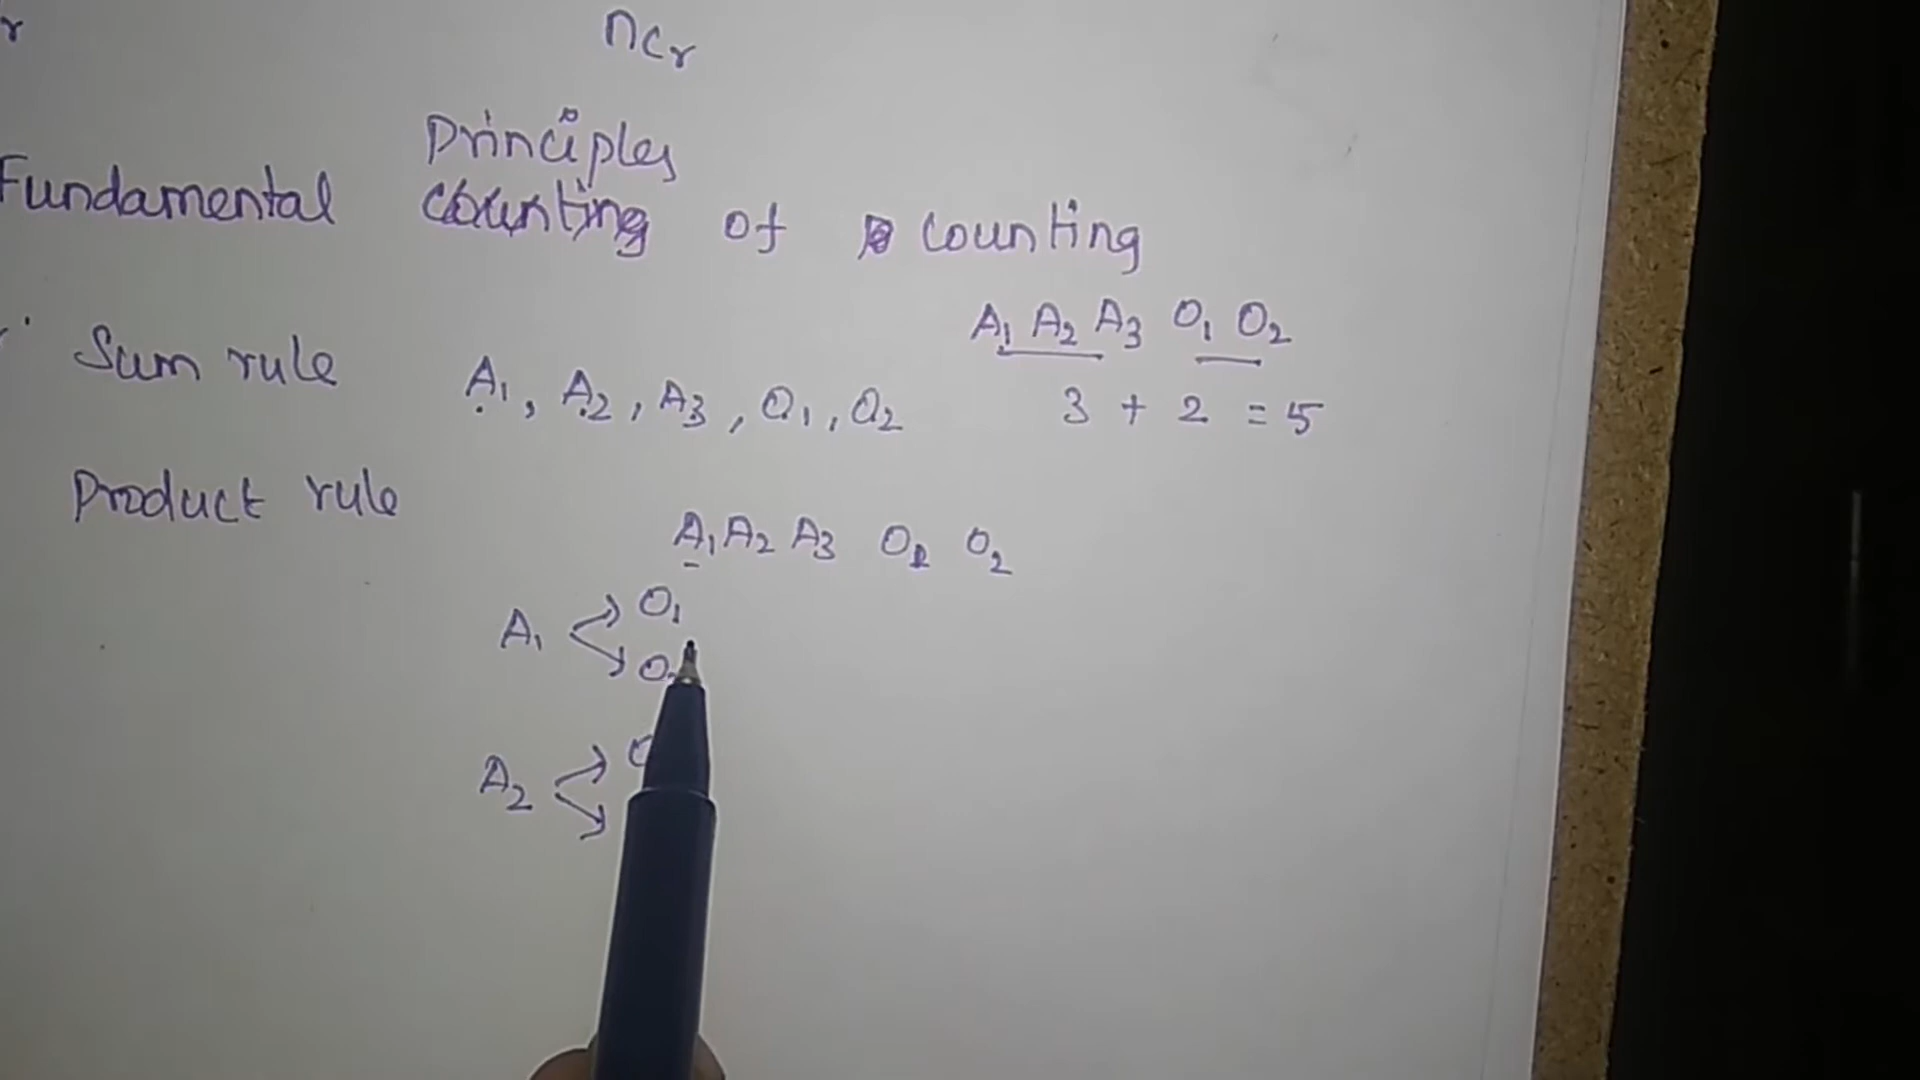 r
ncr
Principles
Fundamental of counting
A1 A2 A3 O1 O2
Sum rule A1, A2, A3, O1, O2
3 + 2 = 5
Product rule
A1 A2 A3 O1 O2
A1 O1
O2
A2